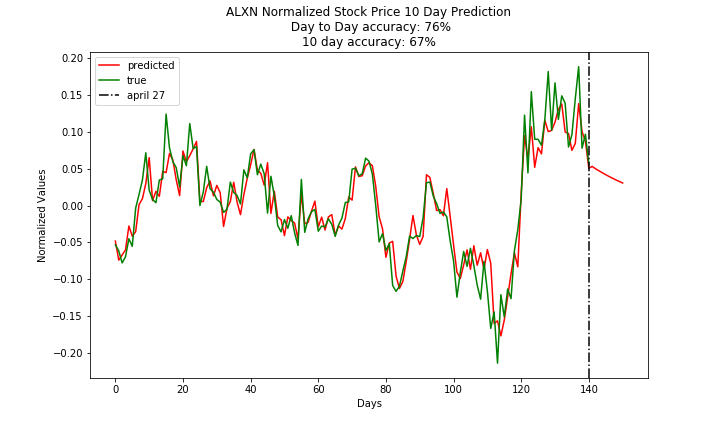 ALXN Normalized Stock Price 10 Day Prediction
Day to Day accuracy: 76%
10 day accuracy: 67%
predicted
true
april 27
Normalized Values
0.20
0.15
0.10
0.05
0.00
−0.05
−0.10
−0.15
−0.20
0 20 40 60 80 100 120 140
Days